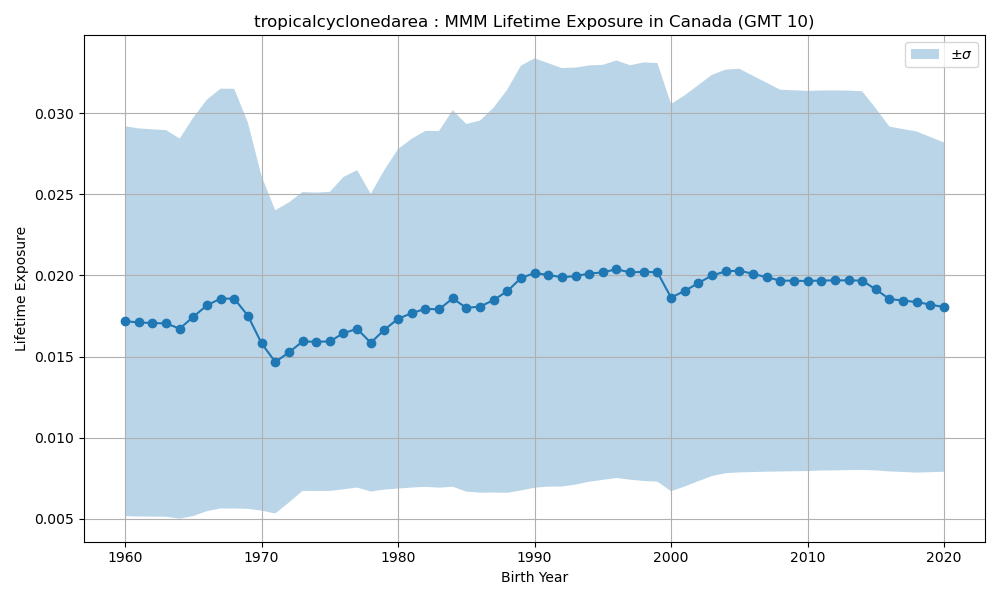 tropicalcyclonedarea : MMM Lifetime Exposure in Canada (GMT 10)
±σ
0.030
0.025
0.020
0.015
0.010
0.005
Lifetime Exposure
1960 1970 1980 1990 2000 2010 2020
Birth Year